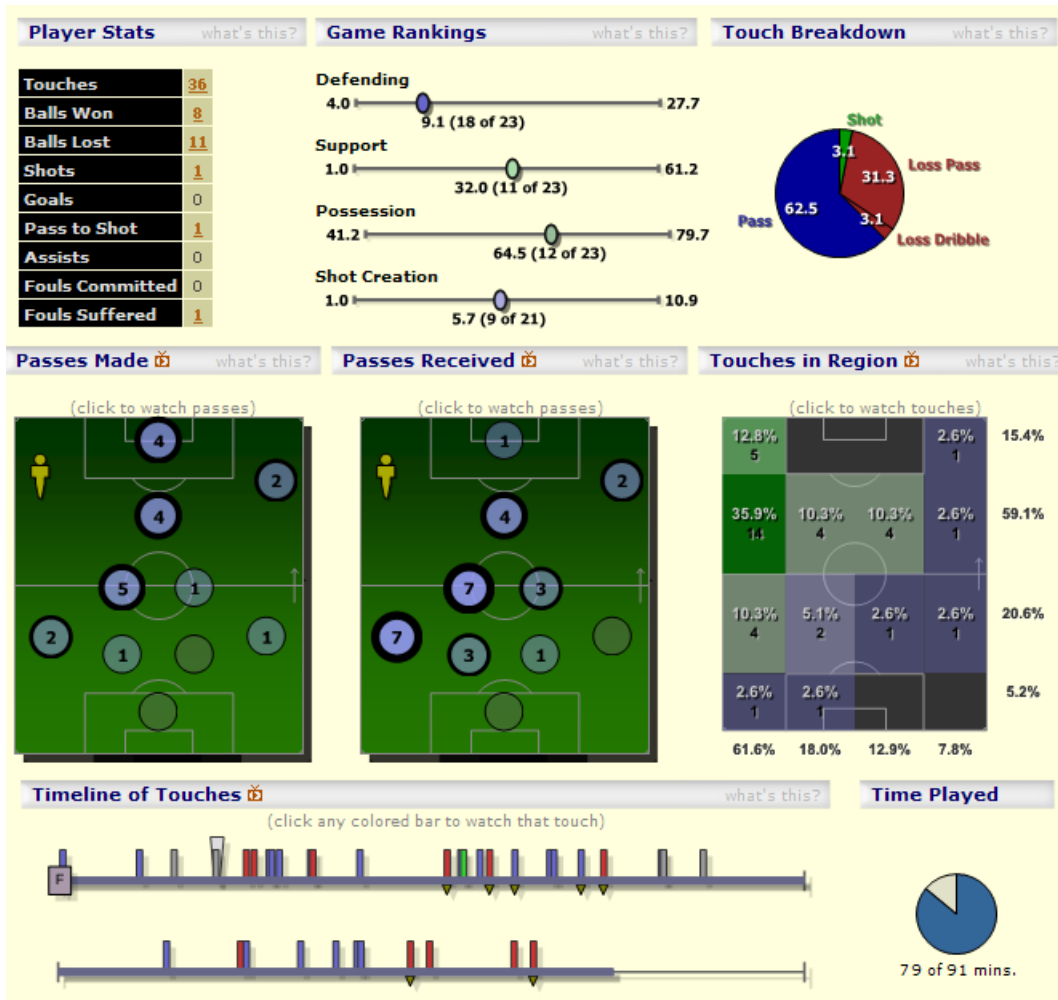 Player Stats what's this?
Game Rankings what's this?
Touch Breakdown what's this?
Touches 36
Balls Won 8
Balls Lost 11
Shots 1
Goals 0
Pass to Shot 1
Assists 0
Fouls Committed 0
Fouls Suffered 1
Defending
4.0 27.7
9.1 (18 of 23)
Support
1.0 61.2
32.0 (11 of 23)
Possession
41.2 79.7
64.5 (12 of 23)
Shot Creation
1.0 10.9
5.7 (9 of 21)
Shot
3.1
Loss Pass
31.3
62.5
Pass
3.1
Loss Dribble
Passes Made what's this?
Passes Received what's this?
Touches in Region what's this?
(click to watch passes)
4
2
4
5 1
2 1
1
(click to watch passes)
1
2
4
7 3
7
3 1
(click to watch touches)
12.8% 2.6% 15.4%
5 1
35.9% 10.3% 10.3% 2.6% 59.1%
14 4 4 1
10.3% 5.1% 2.6% 2.6% 20.6%
4 2 1 1
2.6% 2.6% 5.2%
1 1
61.6% 18.0% 12.9% 7.8%
Timeline of Touches what's this?
Time Played
(click any colored bar to watch that touch)
F
79 of 91 mins.